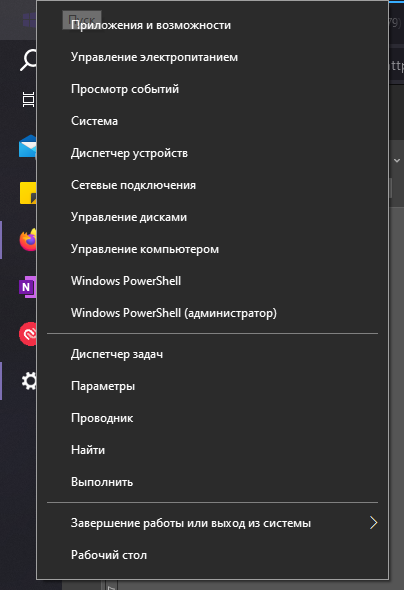 Пуск
Приложения и возможности
Управление электропитанием
Просмотр событий
Система
Диспетчер устройств
Сетевые подключения
Управление дисками
Управление компьютером
Windows PowerShell
Windows PowerShell (администратор)
Диспетчер задач
Параметры
Проводник
Найти
Выполнить
Завершение работы или выход из системы
Рабочий стол